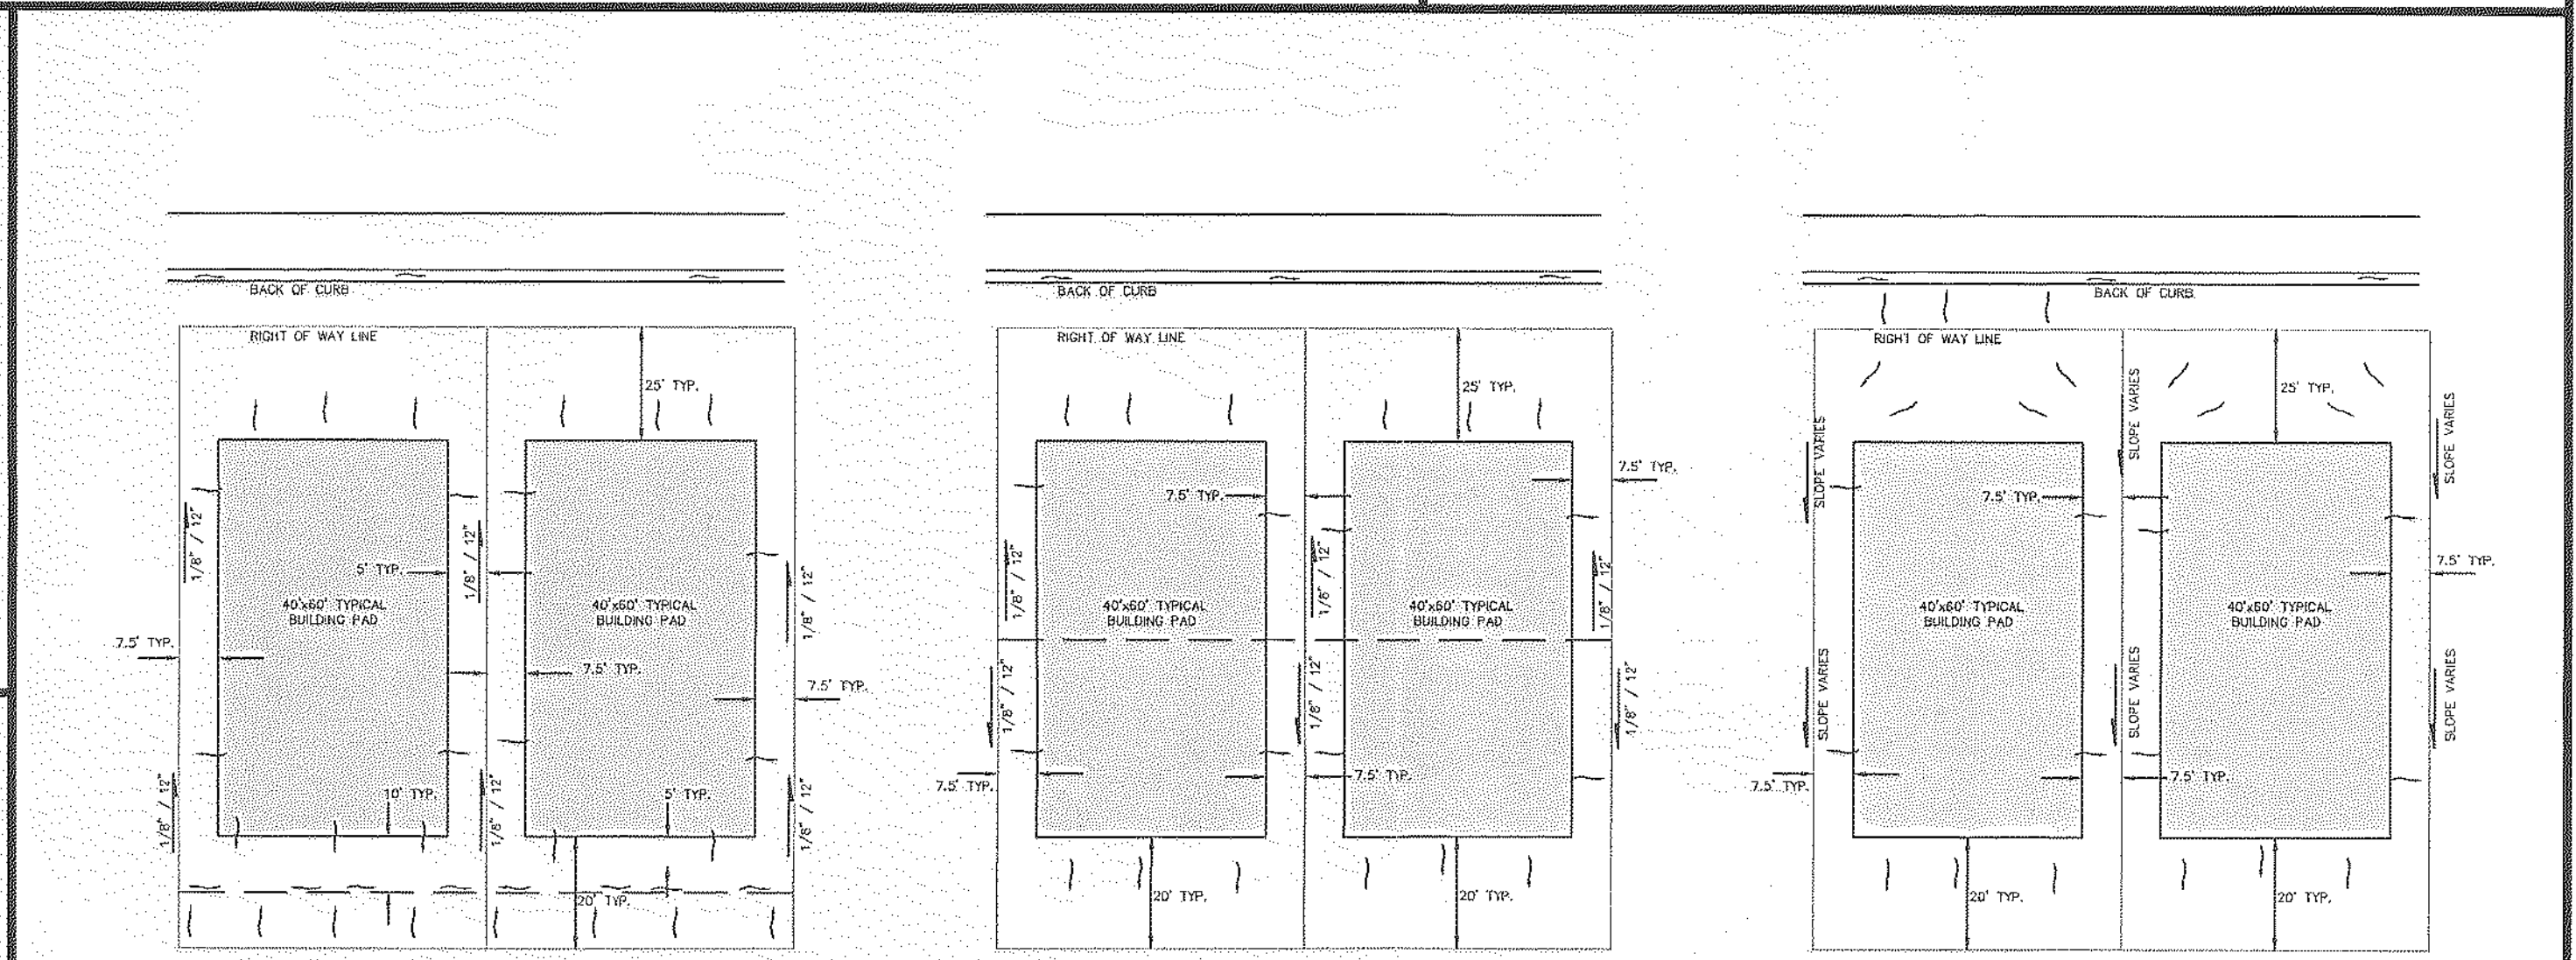 BACK OF CURB
RIGHT OF WAY LINE
25' TYP.
1/8" / 12"
1/8" / 12"
5' TYP.
1/8" / 12"
40'x60' TYPICAL
BUILDING PAD
40'x60' TYPICAL
BUILDING PAD
7.5' TYP.
7.5' TYP.
7.5' TYP.
1/8" / 12"
10' TYP.
1/8" / 12"
5' TYP.
1/8" / 12"
20' TYP.
BACK OF CURB
RIGHT OF WAY LINE
25' TYP.
7.5' TYP.
7.5' TYP.
1/8" / 12"
1/8" / 12"
1/8" / 12"
40'x60' TYPICAL
BUILDING PAD
40'x60' TYPICAL
BUILDING PAD
1/8" / 12"
1/8" / 12"
1/8" / 12"
7.5' TYP.
7.5' TYP.
20' TYP.
20' TYP.
BACK OF CURB
RIGHT OF WAY LINE
25' TYP.
SLOPE VARIES
SLOPE VARIES
SLOPE VARIES
7.5' TYP.
7.5' TYP.
40'x60' TYPICAL
BUILDING PAD
40'x60' TYPICAL
BUILDING PAD
SLOPE VARIES
SLOPE VARIES
SLOPE VARIES
7.5' TYP.
7.5' TYP.
20' TYP.
20' TYP.